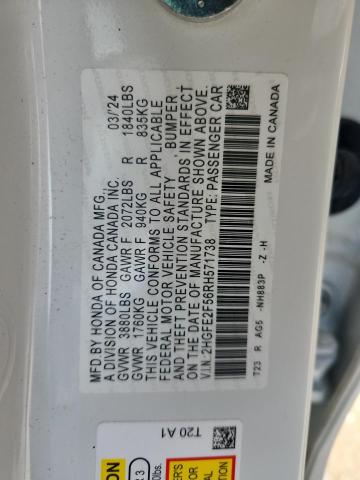 MFD BY HONDA OF CANADA MFG.
A DIVISION OF HONDA CANADA INC. 03/24
GVWR 3880LBS GAWR F 2072LBS R 1840LBS
GVWR 1760KG GAWR F 940KG R 835KG
THIS VEHICLE CONFORMS TO ALL APPLICABLE
FEDERAL MOTOR VEHICLE SAFETY BUMPER,
AND THEFT PREVENTION STANDARDS IN EFFECT
ON THE DATE OF MANUFACTURE SHOWN ABOVE.
V.I.N.:2HGFE2F56RH571738 TYPE: PASSENGER CAR
T23 R AG5 -NH883P -Z -H MADE IN CANADA
T20 A1